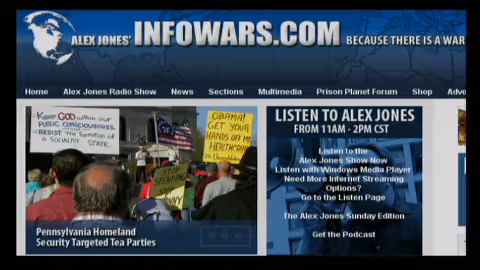 ALEX JONES' INFOWARS.COM BECAUSE THERE IS A WAR
Home Alex Jones Radio Show News Sections Multimedia Prison Planet Forum Shop Adve
Keep GOD within our
PUBLIC CONSCIOUSNESS
RESIST the formation of
a SOCIALIST STATE.
OBAMA!
GET YOUR
HANDS OFF MY
HEALTHCARE
STOP
SPENDING
Pennsylvania Homeland
Security Targeted Tea Parties
LISTEN TO ALEX JONES
FROM 11AM - 2PM CST
Listen to the
Alex Jones Show Now
Listen with Windows Media Player
Need More Internet Streaming
Options?
Go to the Listen Page
The Alex Jones Sunday Edition
Get the Podcast